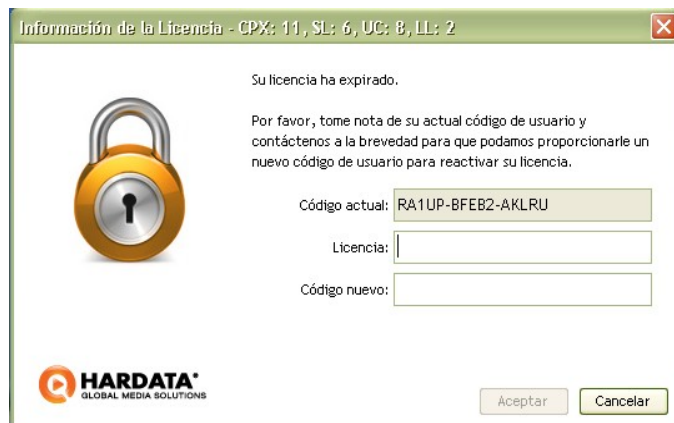 Información de la Licencia - CPX: 11, SL: 6, UC: 8, LL: 2
Su licencia ha expirado.
Por favor, tome nota de su actual código de usuario y
contáctenos a la brevedad para que podamos proporcionarle un
nuevo código de usuario para reactivar su licencia.
Código actual: RA1UP-BFEB2-AKLRU
Licencia:
Código nuevo:
HARDATA
GLOBAL MEDIA SOLUTIONS
Aceptar Cancelar